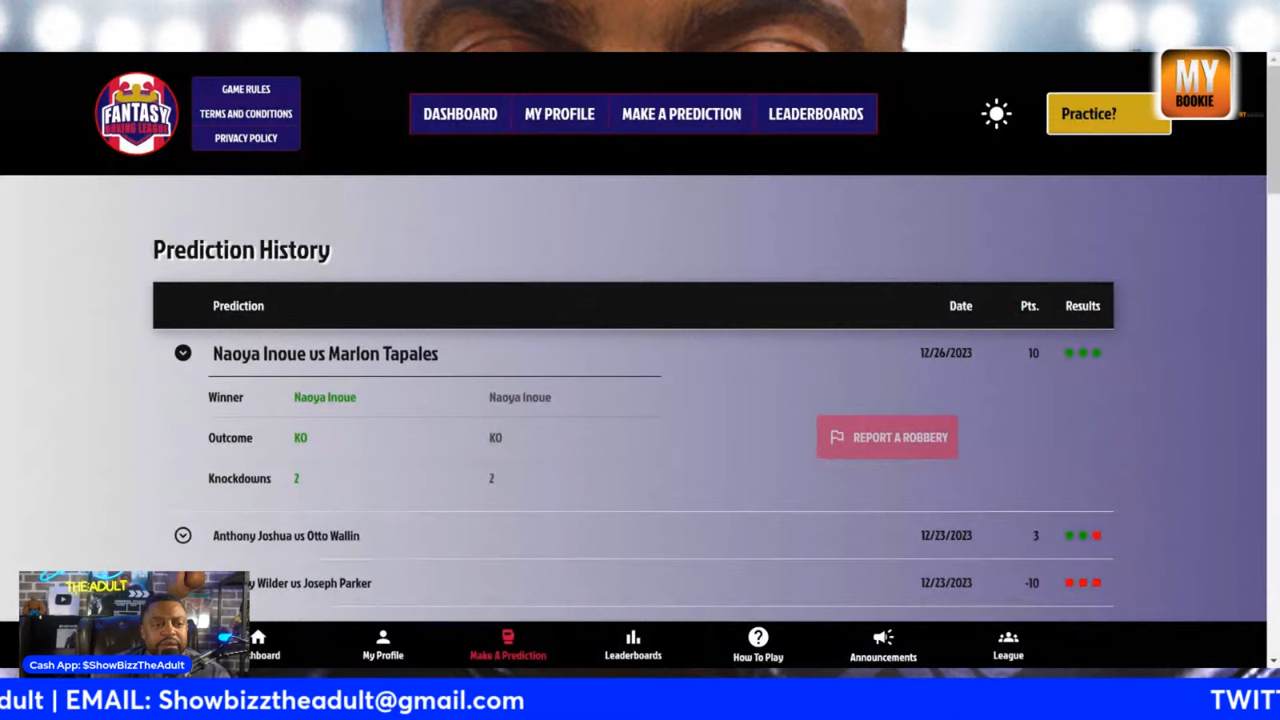 FANTASY
BOXING LEAGUE
GAME RULES
TERMS AND CONDITIONS
PRIVACY POLICY
DASHBOARD
MY PROFILE
MAKE A PREDICTION
LEADERBOARDS
Practice?
MY
BOOKIE
Prediction History
Prediction Date Pts. Results
Naoya Inoue vs Marlon Tapales 12/26/2023 10
Winner Naoya Inoue Naoya Inoue
Outcome KO KO
Knockdowns 2 2
REPORT A ROBBERY
Anthony Joshua vs Otto Wallin 12/23/2023 3
y Wilder vs Joseph Parker 12/23/2023 -10
THE ADULT
hboard
My Profile
Make A Prediction
Leaderboards
How To Play
Announcements
League
Cash App: $ShowBizzTheAdult
dult | EMAIL: Showbizztheadult@gmail.com
TWIT